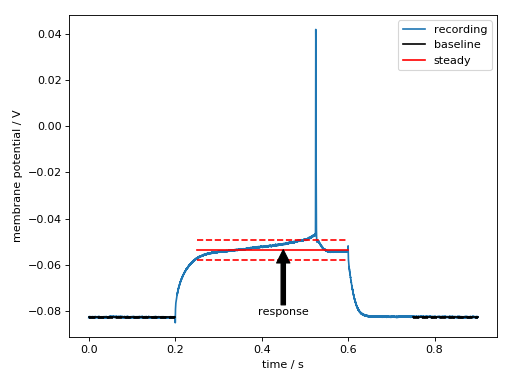 recording
baseline
steady
membrane potential / V
0.04
0.02
0.00
−0.02
−0.04
−0.06
−0.08
response
0.0
0.2
0.4
0.6
0.8
time / s